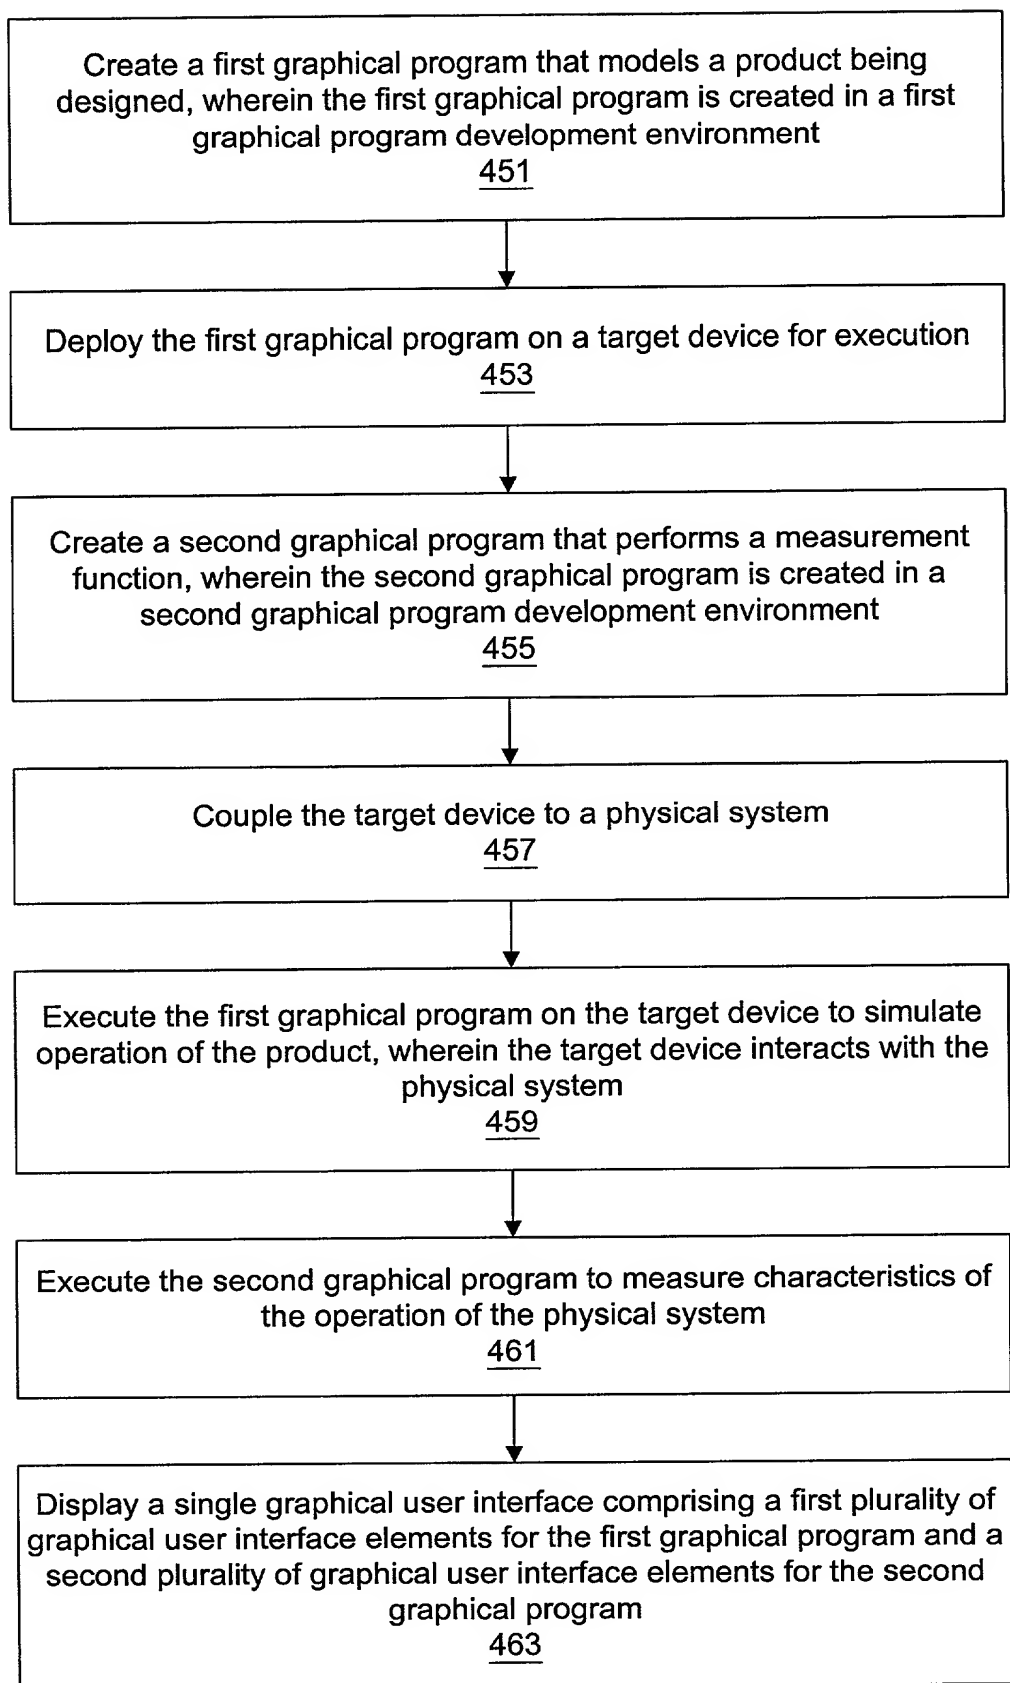 Create a first graphical program that models a product being
designed, wherein the first graphical program is created in a first
graphical program development environment
451
Deploy the first graphical program on a target device for execution
453
Create a second graphical program that performs a measurement
function, wherein the second graphical program is created in a
second graphical program development environment
455
Couple the target device to a physical system
457
Execute the first graphical program on the target device to simulate
operation of the product, wherein the target device interacts with the
physical system
459
Execute the second graphical program to measure characteristics of
the operation of the physical system
461
Display a single graphical user interface comprising a first plurality of
graphical user interface elements for the first graphical program and a
second plurality of graphical user interface elements for the second
graphical program
463